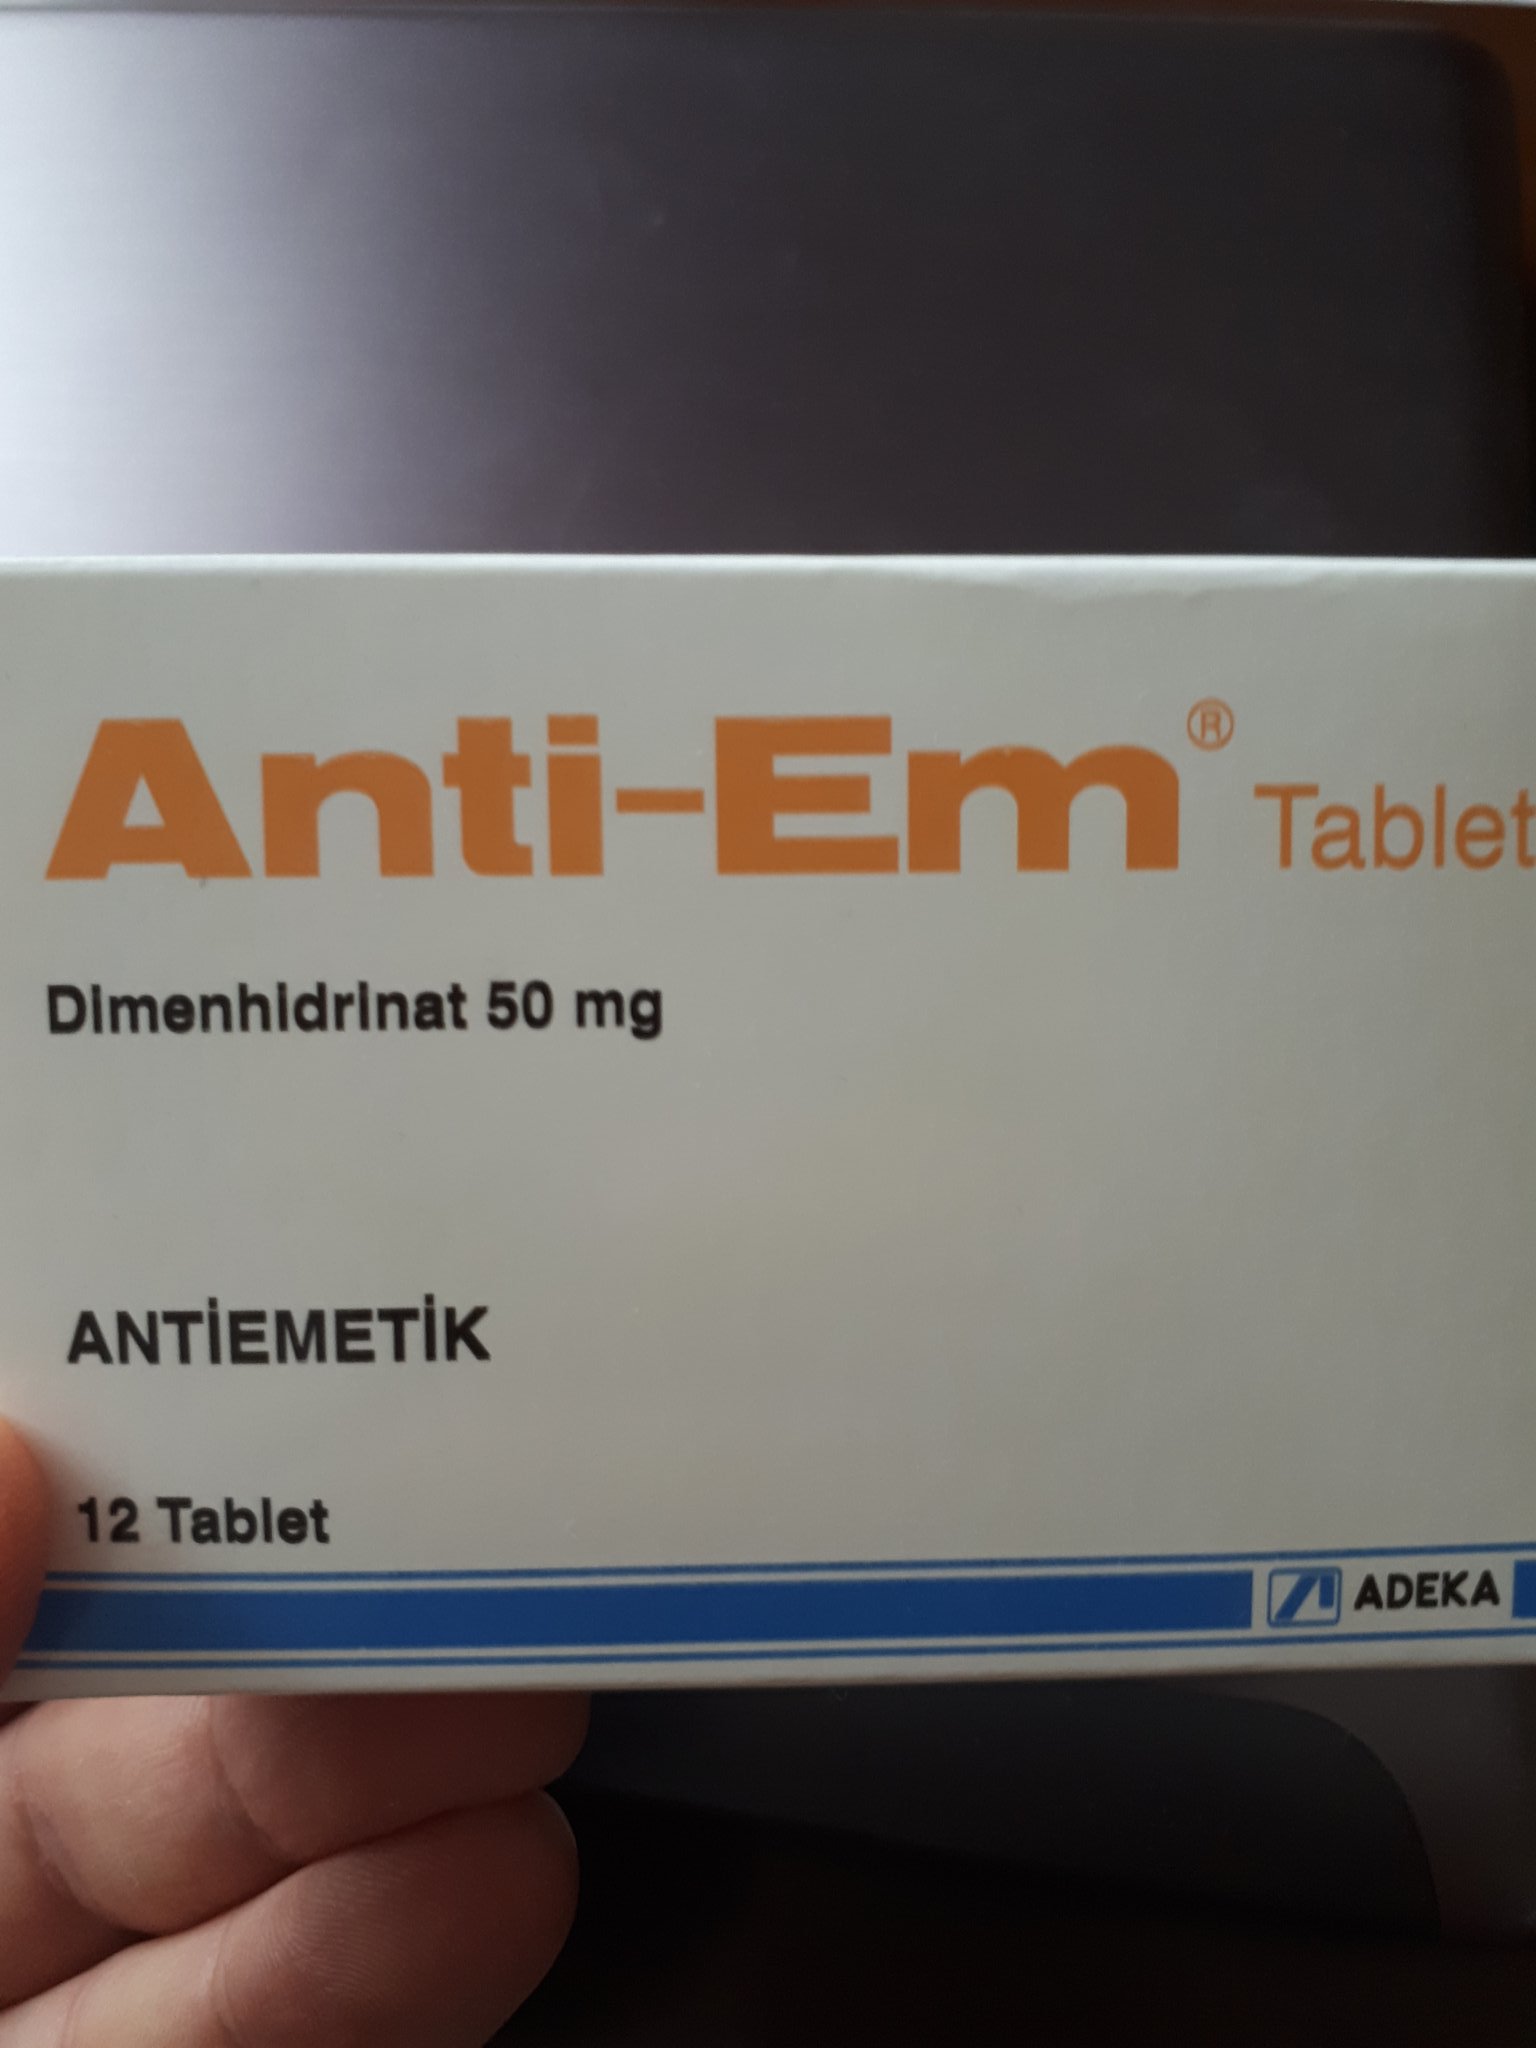 Anti-Em® Tablet
Dimenhidrinat 50 mg
ANTİEMETİK
12 Tablet
ADEKA